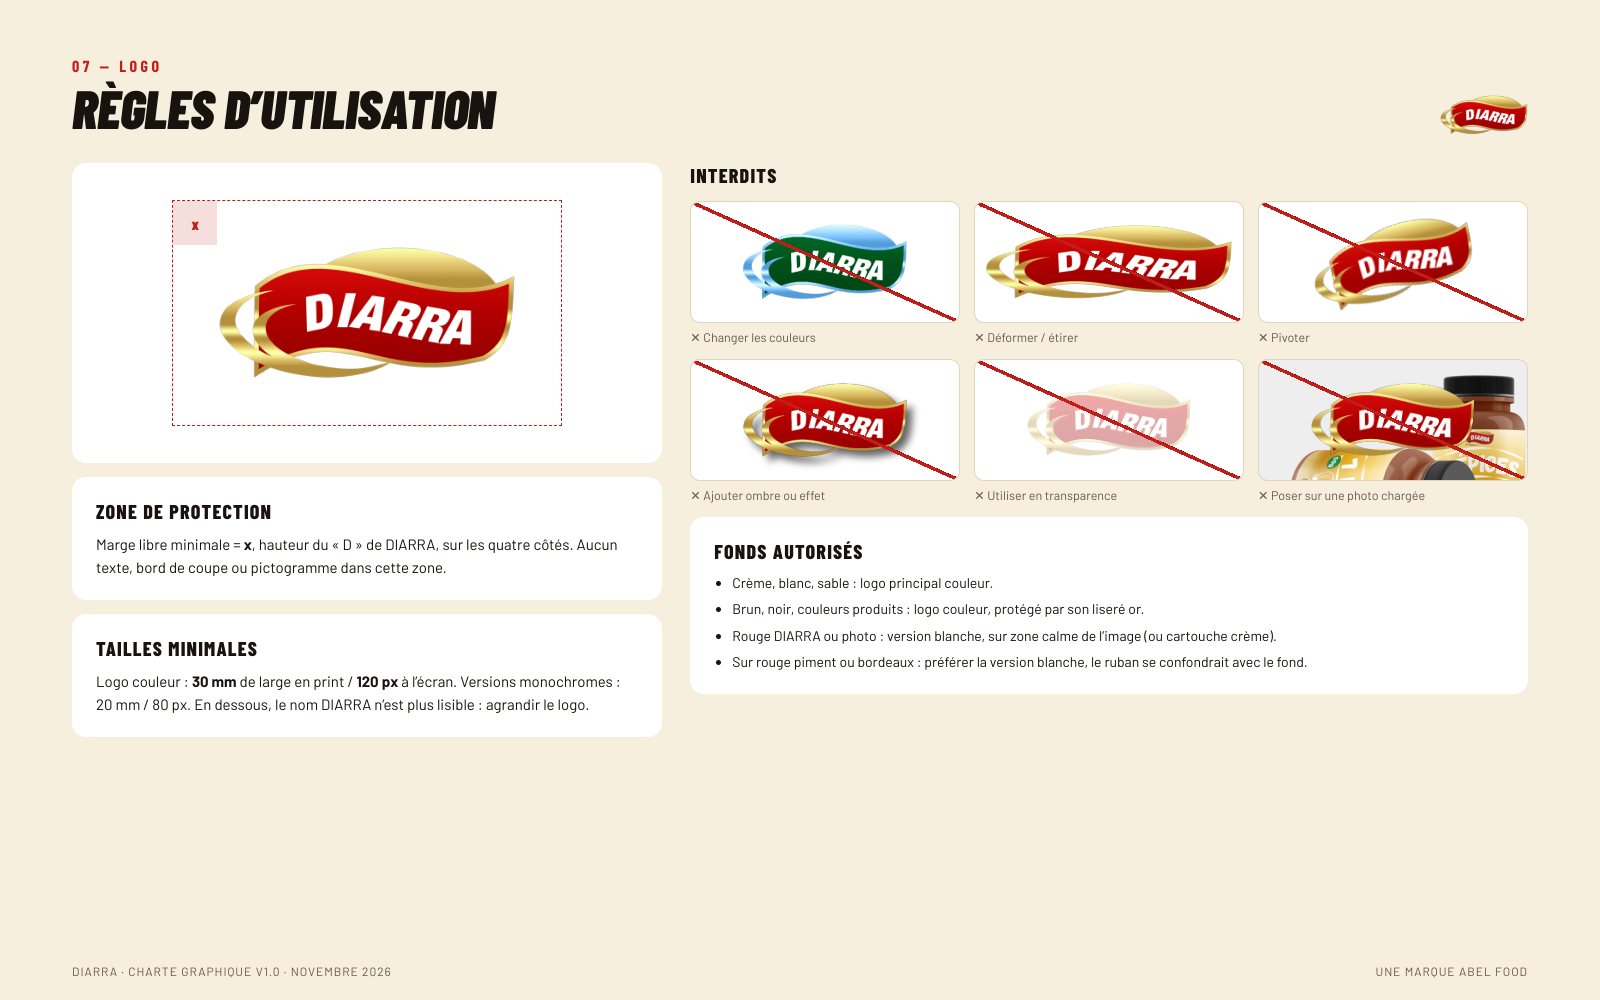 07 — LOGO
RÈGLES D’UTILISATION
DIARRA
x
DIARRA
ZONE DE PROTECTION
Marge libre minimale = x, hauteur du « D » de DIARRA, sur les quatre côtés. Aucun
texte, bord de coupe ou pictogramme dans cette zone.
TAILLES MINIMALES
Logo couleur : 30 mm de large en print / 120 px à l’écran. Versions monochromes :
20 mm / 80 px. En dessous, le nom DIARRA n’est plus lisible : agrandir le logo.
INTERDITS
DIARRA
DIARRA
DIARRA
✕ Changer les couleurs
✕ Déformer / étirer
✕ Pivoter
DIARRA
DIARRA
DIARRA
DIARRA
ÉPICES
✕ Ajouter ombre ou effet
✕ Utiliser en transparence
✕ Poser sur une photo chargée
FONDS AUTORISÉS
• Crème, blanc, sable : logo principal couleur.
• Brun, noir, couleurs produits : logo couleur, protégé par son liseré or.
• Rouge DIARRA ou photo : version blanche, sur zone calme de l’image (ou cartouche crème).
• Sur rouge piment ou bordeaux : préférer la version blanche, le ruban se confondrait avec le fond.
DIARRA · CHARTE GRAPHIQUE V1.0 · NOVEMBRE 2026
UNE MARQUE ABEL FOOD